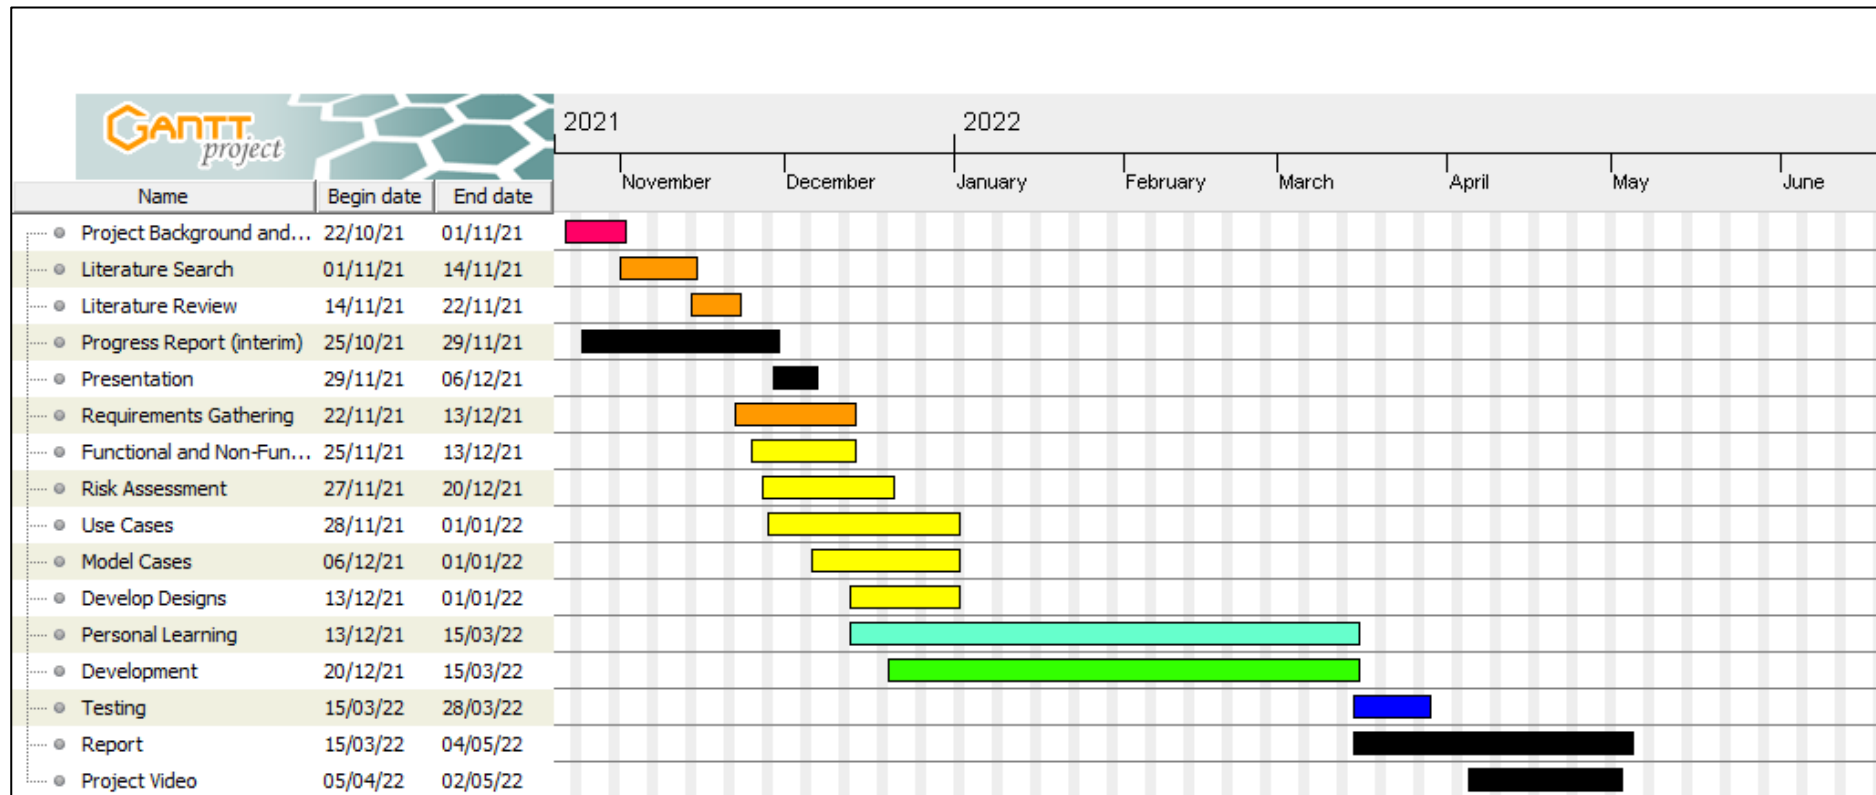 GANTT
project
2021 2022
November December January February March April May June
Name Begin date End date
Project Background and... 22/10/21 01/11/21
Literature Search 01/11/21 14/11/21
Literature Review 14/11/21 22/11/21
Progress Report (interim) 25/10/21 29/11/21
Presentation 29/11/21 06/12/21
Requirements Gathering 22/11/21 13/12/21
Functional and Non-Fun... 25/11/21 13/12/21
Risk Assessment 27/11/21 20/12/21
Use Cases 28/11/21 01/01/22
Model Cases 06/12/21 01/01/22
Develop Designs 13/12/21 01/01/22
Personal Learning 13/12/21 15/03/22
Development 20/12/21 15/03/22
Testing 15/03/22 28/03/22
Report 15/03/22 04/05/22
Project Video 05/04/22 02/05/22